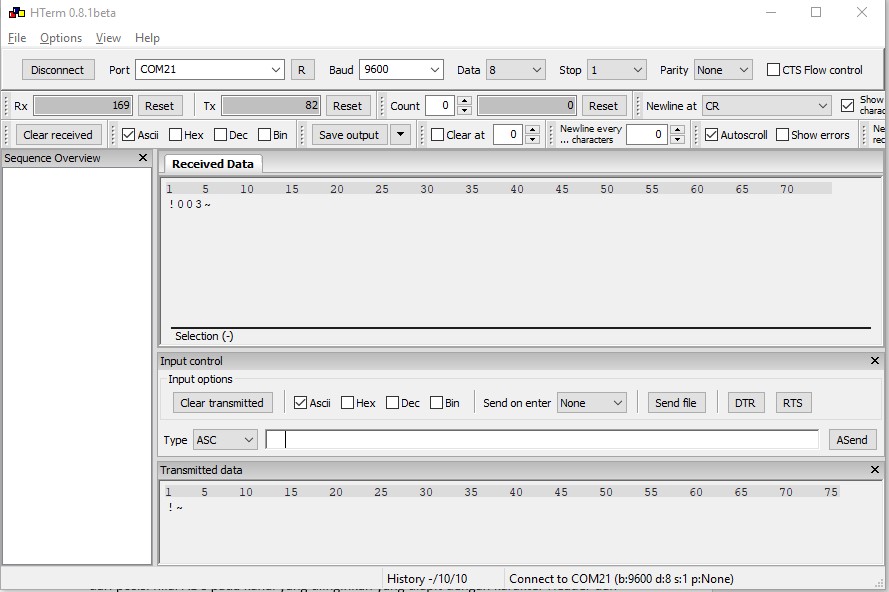 HTerm 0.8.1beta
File Options View Help
Disconnect Port COM21 R Baud 9600 Data 8 Stop 1 Parity None CTS Flow control
Rx 169 Reset Tx 82 Reset Count 0 0 Reset Newline at CR Show
Clear received Ascii Hex Dec Bin Save output Clear at 0 Newline every ... characters 0 Autoscroll Show errors
Sequence Overview
Received Data
1 5 10 15 20 25 30 35 40 45 50 55 60 65 70
!003~
Selection (-)
Input control
Input options
Clear transmitted Ascii Hex Dec Bin Send on enter None Send file DTR RTS
Type ASC ASend
Transmitted data
1 5 10 15 20 25 30 35 40 45 50 55 60 65 70 75
!~
History -/10/10 Connect to COM21 (b:9600 d:8 s:1 p:None)